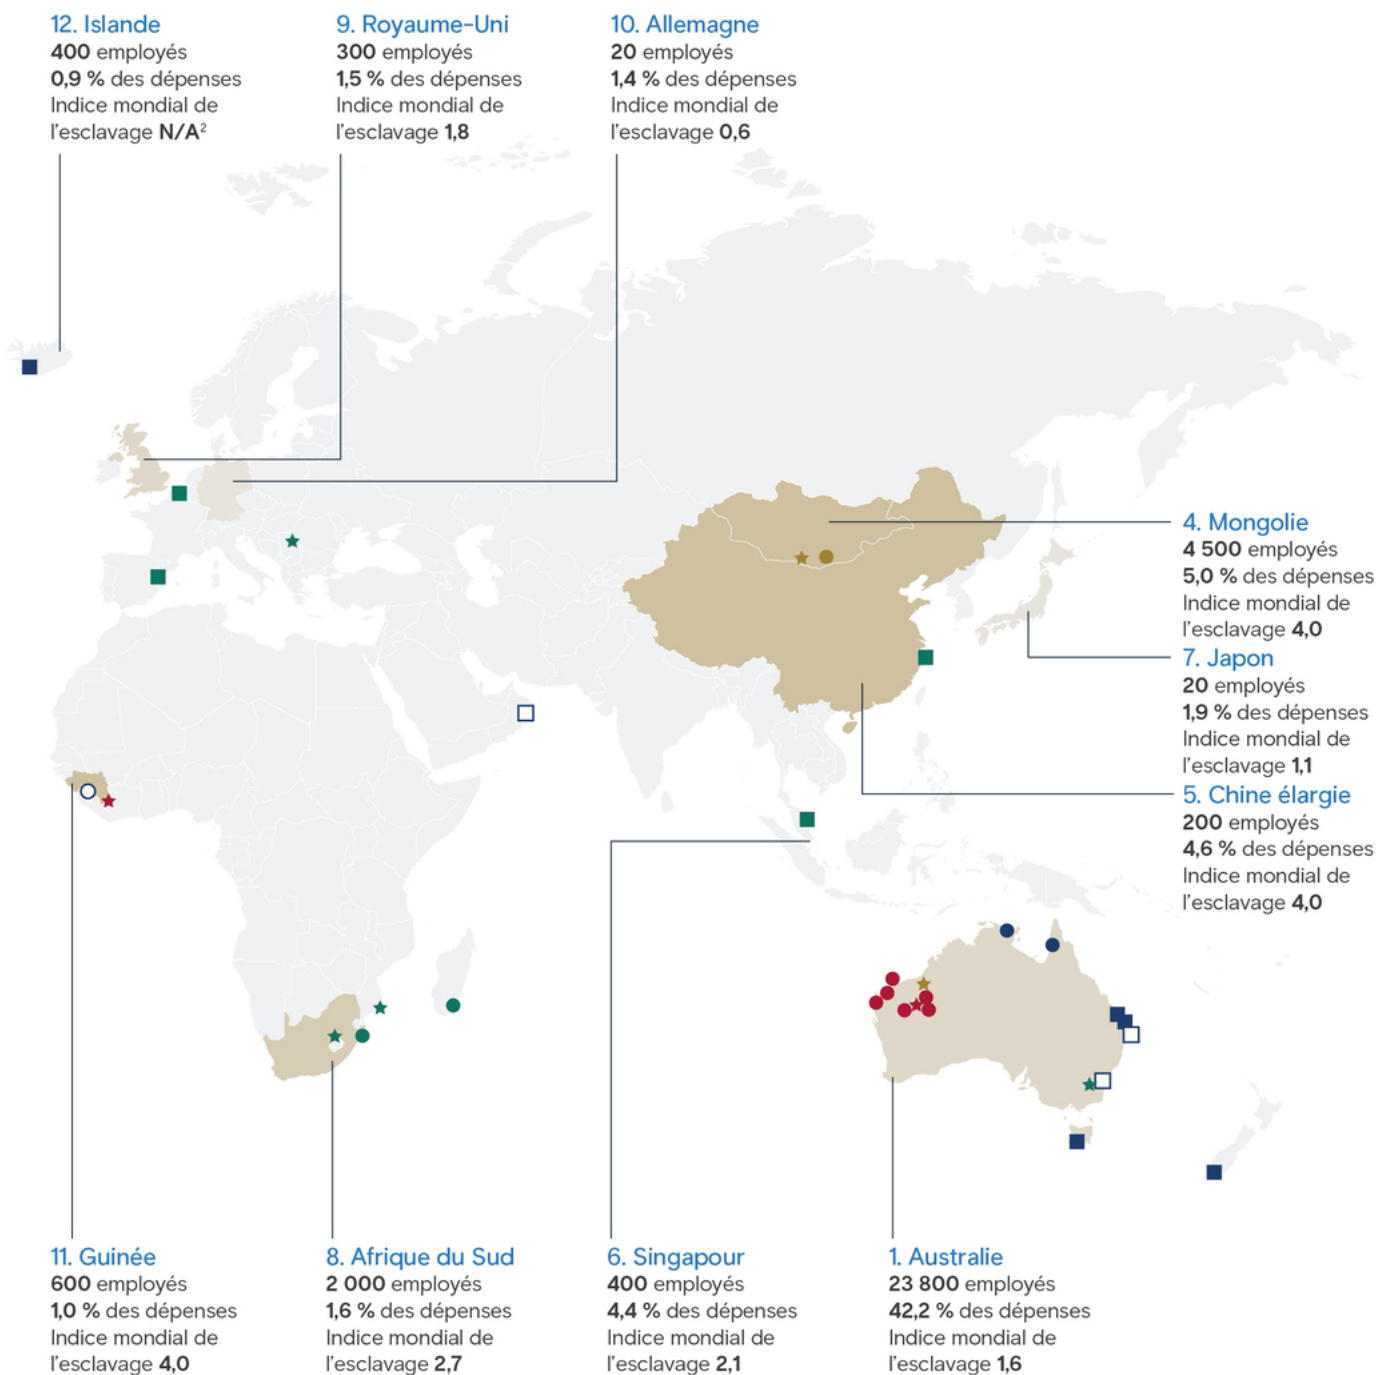 12. Islande
400 employés
0,9 % des dépenses
Indice mondial de
l'esclavage N/A²
9. Royaume-Uni
300 employés
1,5 % des dépenses
Indice mondial de
l'esclavage 1,8
10. Allemagne
20 employés
1,4 % des dépenses
Indice mondial de
l'esclavage 0,6
4. Mongolie
4 500 employés
5,0 % des dépenses
Indice mondial de
l'esclavage 4,0
7. Japon
20 employés
1,9 % des dépenses
Indice mondial de
l'esclavage 1,1
5. Chine élargie
200 employés
4,6 % des dépenses
Indice mondial de
l'esclavage 4,0
11. Guinée
600 employés
1,0 % des dépenses
Indice mondial de
l'esclavage 4,0
8. Afrique du Sud
2 000 employés
1,6 % des dépenses
Indice mondial de
l'esclavage 2,7
6. Singapour
400 employés
4,4 % des dépenses
Indice mondial de
l'esclavage 2,1
1. Australie
23 800 employés
42,2 % des dépenses
Indice mondial de
l'esclavage 1,6